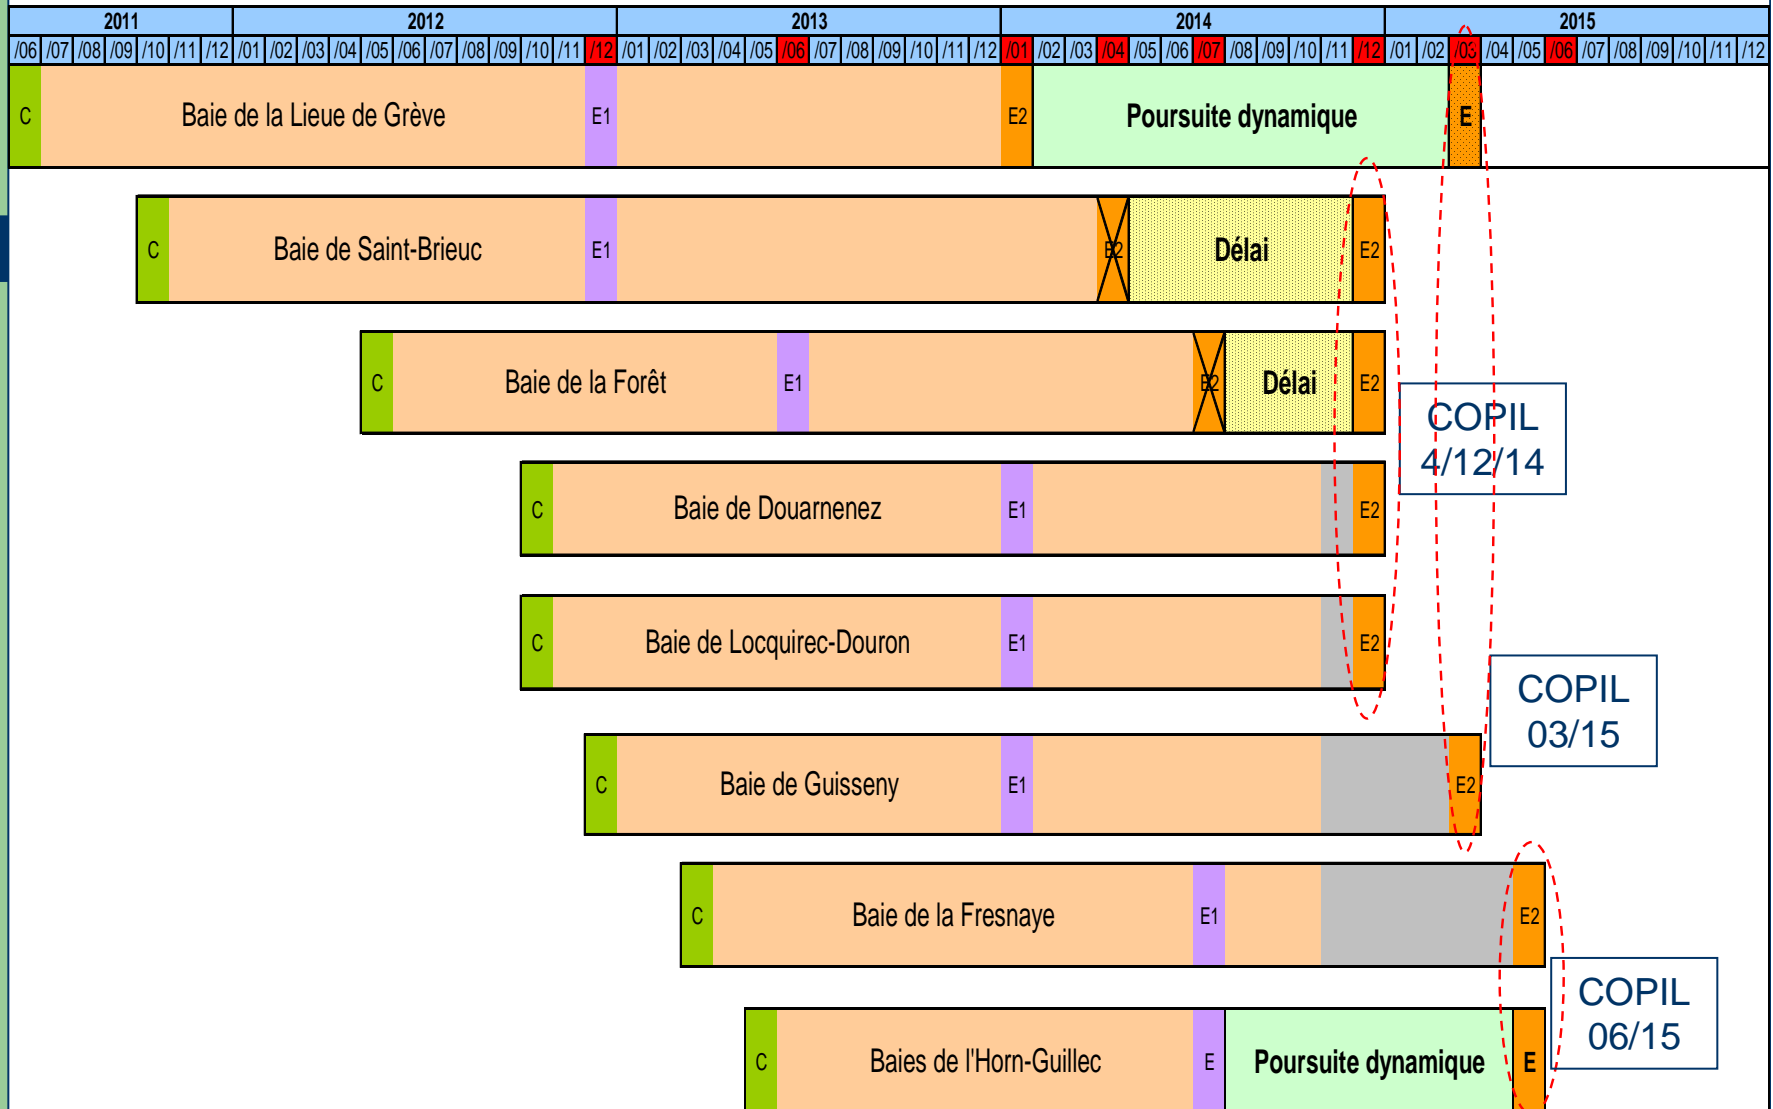 2011 2012 2013 2014 2015
/06 /07 /08 /09 /10 /11 /12 /01 /02 /03 /04 /05 /06 /07 /08 /09 /10 /11 /12 /01 /02 /03 /04 /05 /06 /07 /08 /09 /10 /11 /12 /01 /02 /03 /04 /05 /06 /07 /08 /09 /10 /11 /12 /01 /02 /03 /04 /05 /06 /07 /08 /09 /10 /11 /12
C Baie de la Lieue de Grève E1 E2 Poursuite dynamique E
C Baie de Saint-Brieuc E1 E2 Délai E2
C Baie de la Forêt E1 E2 Délai E2
COPIL
4/12/14
C Baie de Douarnenez E1 E2
C Baie de Locquirec-Douron E1 E2
COPIL
03/15
C Baie de Guisseny E1 E2
C Baie de la Fresnaye E1 E2
COPIL
06/15
C Baies de l'Horn-Guillec E Poursuite dynamique E